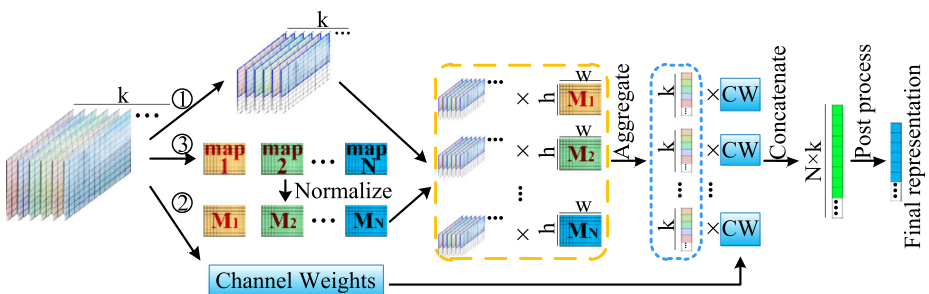 k
...
①
k
...
③
map 1
map 2
...
map N
Normalize
②
M1
M2
...
MN
Channel Weights
... × h w M1
... × h w M2
...
... × h w MN
Aggregate
k × CW
k × CW
... ...
k × CW
Concatenate
N×k
Post process
Final representation